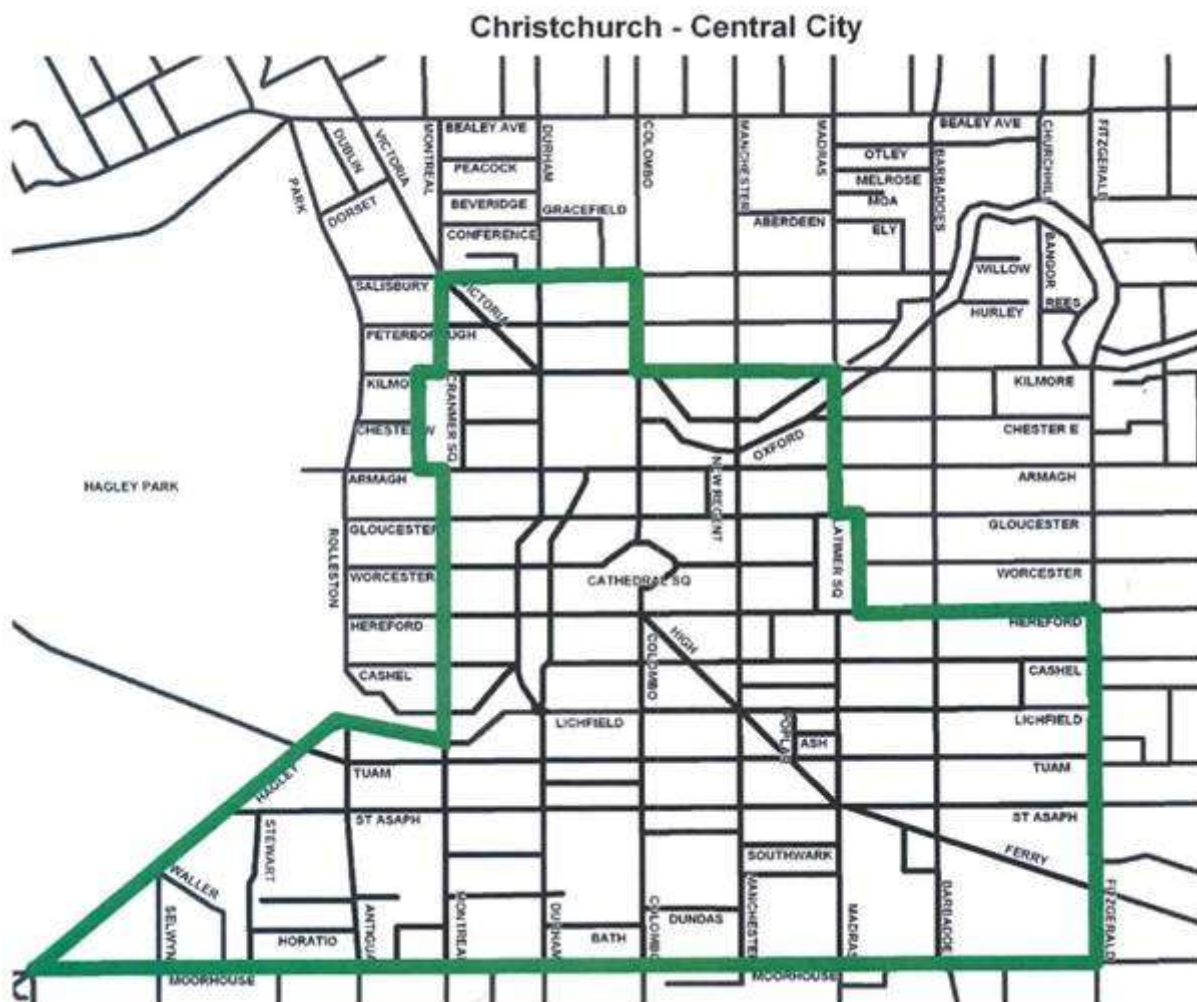 Christchurch - Central City
BEALEY AVE
BEALEY AVE
DUBLIN
VICTORIA
MONTREAL
DURHAM
COLOMBO
MANCHESTER
MADRAS
BARBADOES
CHURCHHILL
FITZGERALD
OTLEY
PEACOCK
MELROSE
PARK
DORSET
BEVERIDGE
GRACEFIELD
MOA
ABERDEEN
ELY
CONFERENCE
BANGOR
WILLOW
SALISBURY
VICTORIA
REES
HURLEY
PETERBOROUGH
KILMO
CRANMER SQ
KILMORE
CHESTER W
OXFORD
CHESTER E
HAGLEY PARK
ARMAGH
NEW REGENT
ARMAGH
ROLLESTON
GLOUCESTER
LATIMER SQ
GLOUCESTER
WORCESTER
CATHEDRAL SQ
WORCESTER
HEREFORD
HIGH
HEREFORD
COLOMBO
CASHEL
CASHEL
LICHFIELD
POPLAR
LICHFIELD
ASH
HAGLEY
TUAM
TUAM
ST ASAPH
ST ASAPH
STEWART
SOUTHWARK
FERRY
WALLER
SELWYN
ANTIGUA
MONTREAL
DURHAM
COLOMBO
MANCHESTER
MADRAS
BARBADOE
FITZGERALD
DUNDAS
HORATIO
BATH
MOORHOUSE
MOORHOUSE